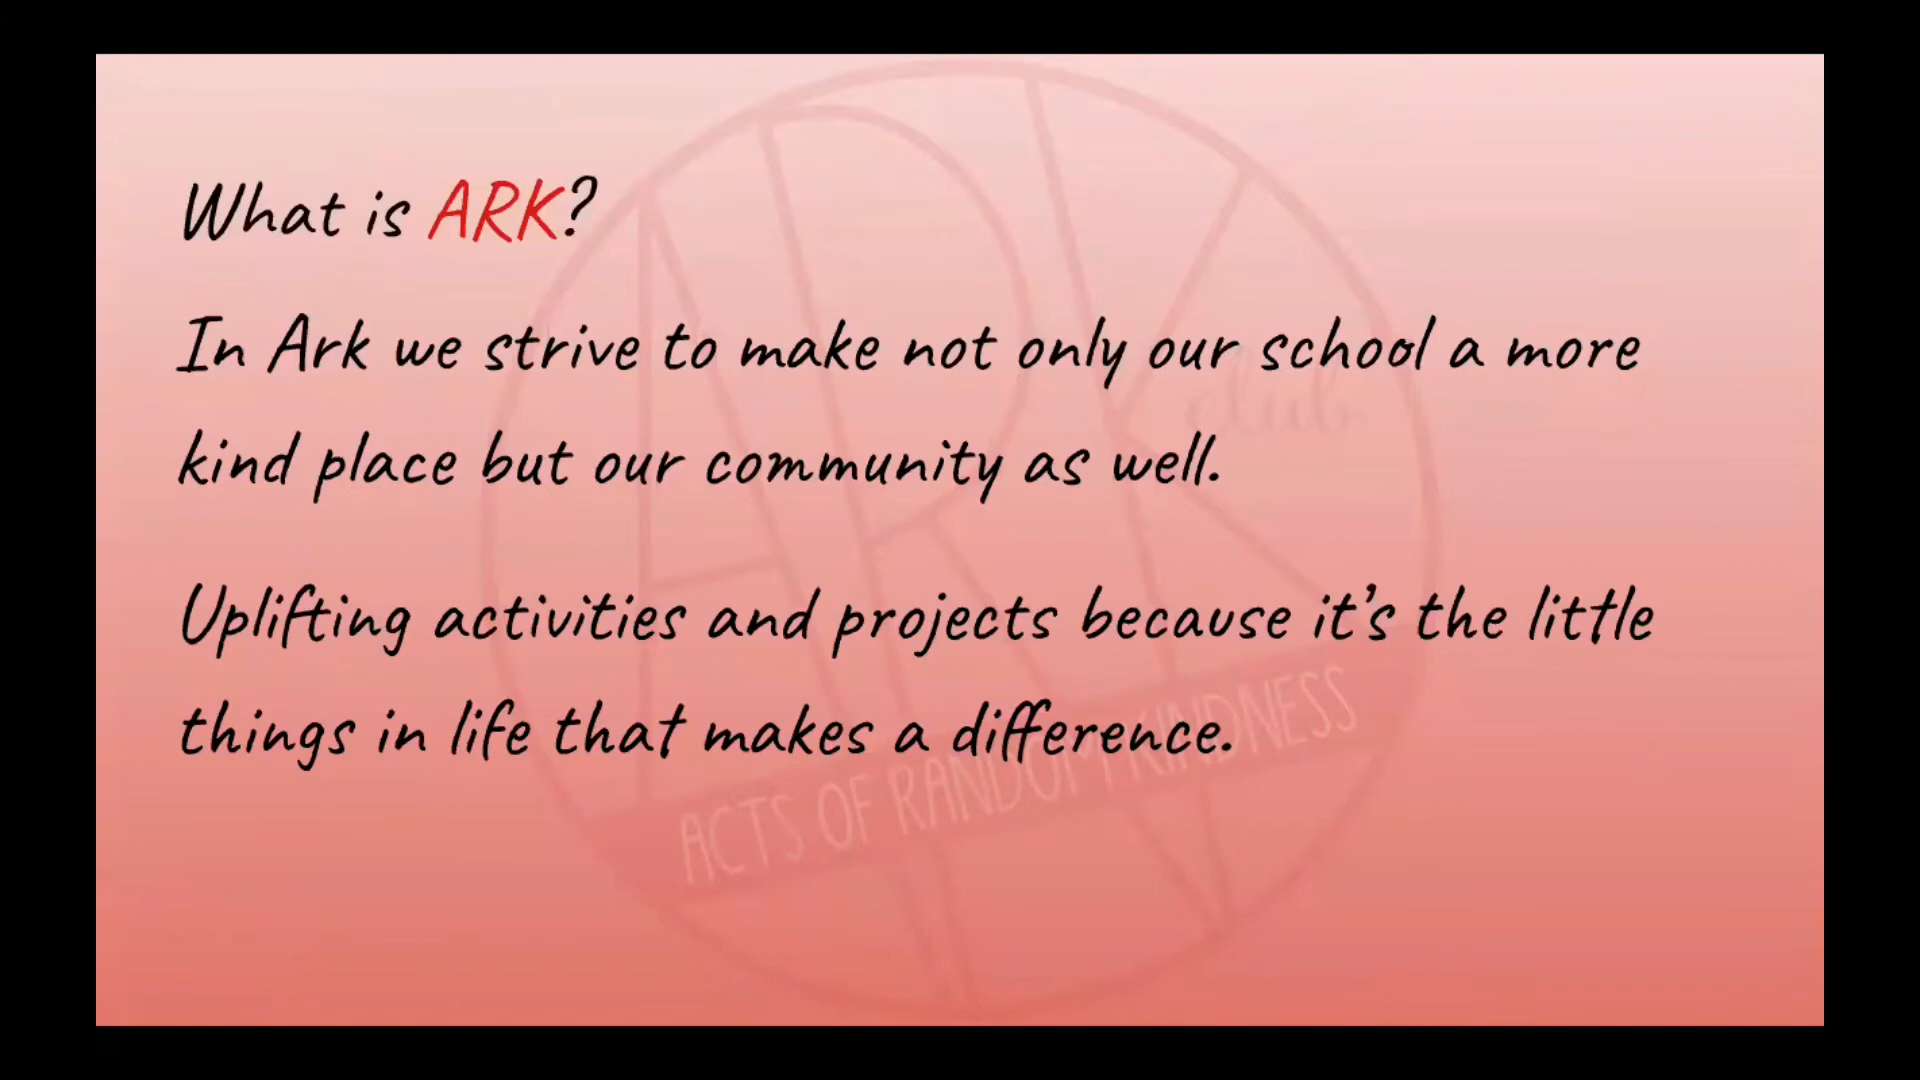 What is ARK?
In Ark we strive to make not only our school a more
kind place but our community as well.
Uplifting activities and projects because it's the little
things in life that makes a difference.
ARK
club
ACTS OF RANDOM KINDNESS